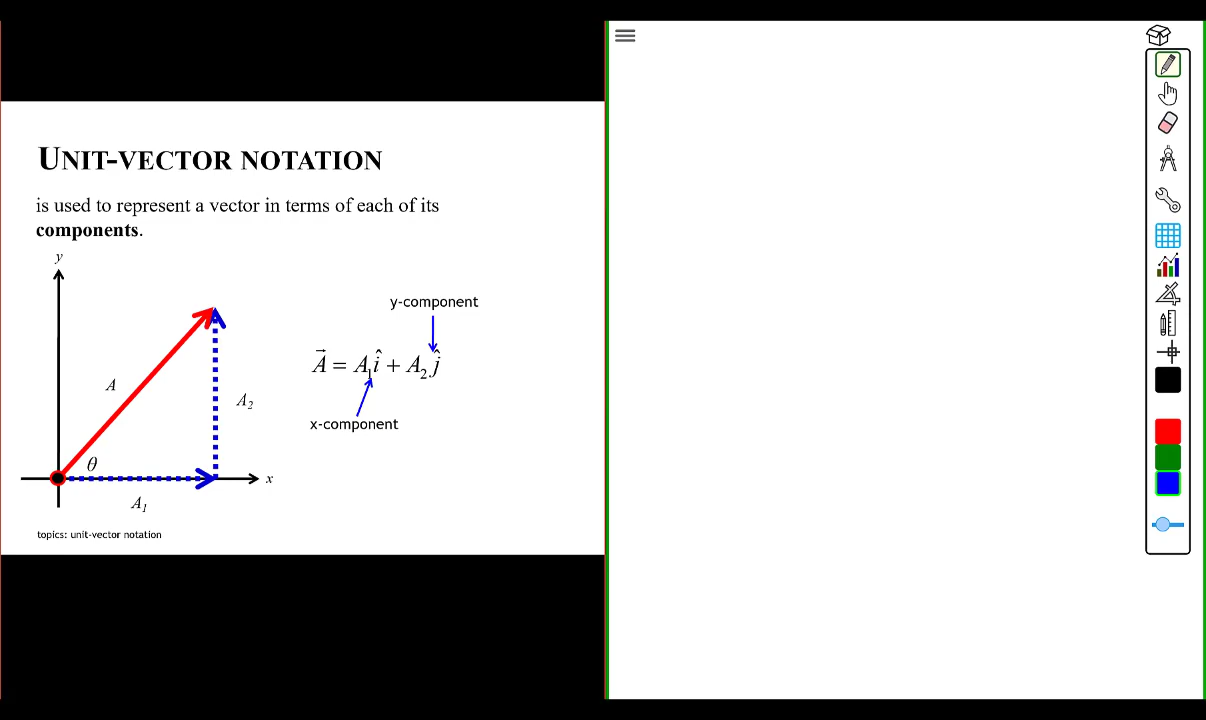 UNIT-VECTOR NOTATION
is used to represent a vector in terms of each of its
components.
y
y-component
A⃗ = A₁î + A₂ĵ
A
A₂
x-component
θ
x
A₁
topics: unit-vector notation